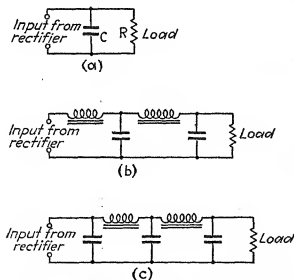 Input from
rectifier
C
R
Load
(a)
Input from
rectifier
Load
(b)
Input from
rectifier
Load
(c)